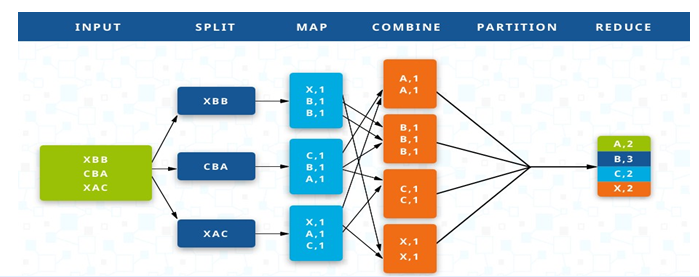 INPUT SPLIT MAP COMBINE PARTITION REDUCE
XBB
CBA
XAC
XBB
CBA
XAC
X,1
B,1
B,1
C,1
B,1
A,1
X,1
A,1
C,1
A,1
A,1
B,1
B,1
B,1
C,1
C,1
X,1
X,1
A,2
B,3
C,2
X,2